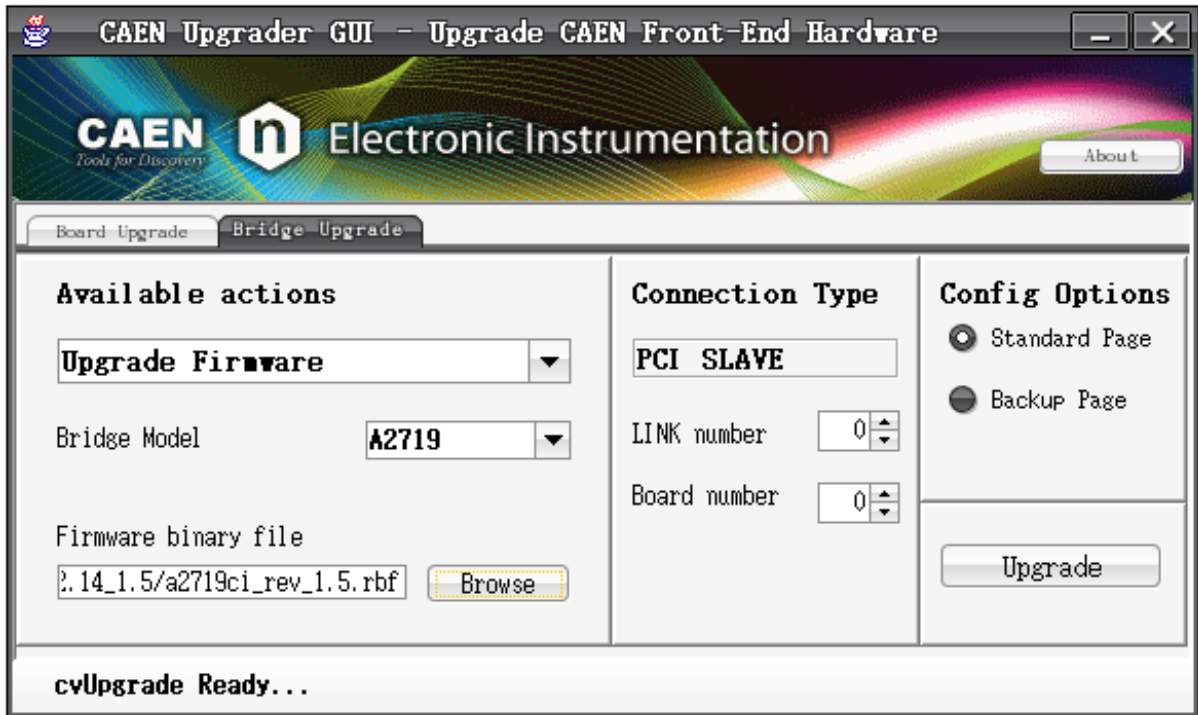 CAEN Upgrader GUI - Upgrade CAEN Front-End Hardware
CAEN n Electronic Instrumentation
Tools for Discovery
About
Board Upgrade Bridge Upgrade
Available actions
Upgrade Firmware
Bridge Model A2719
Firmware binary file
2.14_1.5/a2719ci_rev_1.5.rbf Browse
Connection Type
PCI SLAVE
LINK number 0
Board number 0
Config Options
Standard Page
Backup Page
Upgrade
cvUpgrade Ready...